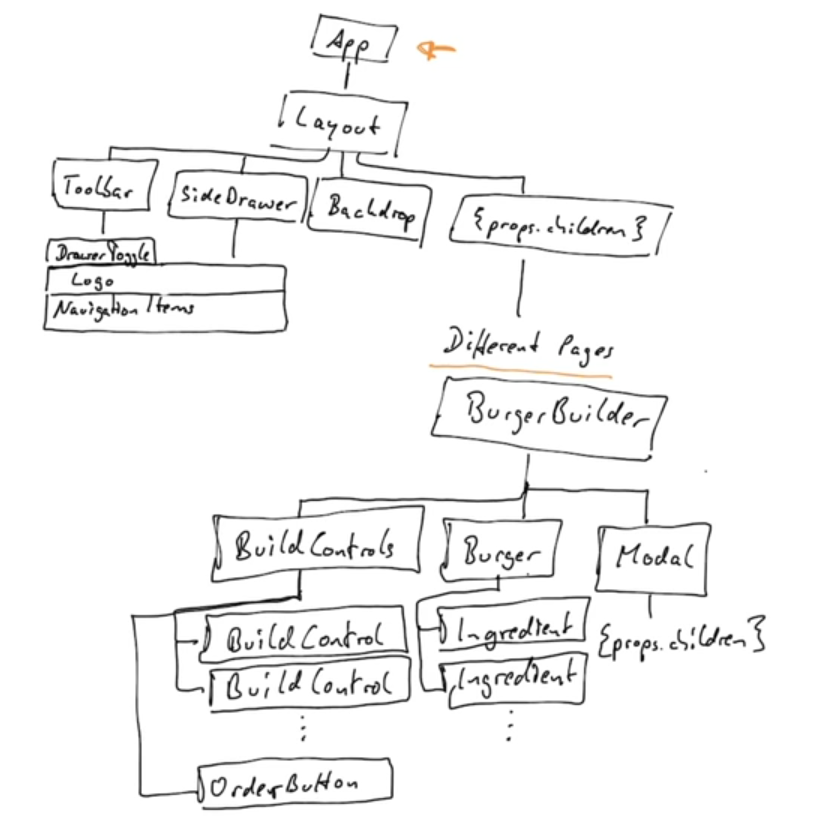 App
Layout
Toolbar
SideDrawer
Backdrop
{props.children}
DrawerToggle
Logo
Navigation Items
Different Pages
BurgerBuilder
BuildControls
Burger
Modal
BuildControl
Ingredient
{props.children}
BuildControl
Ingredient
OrderButton